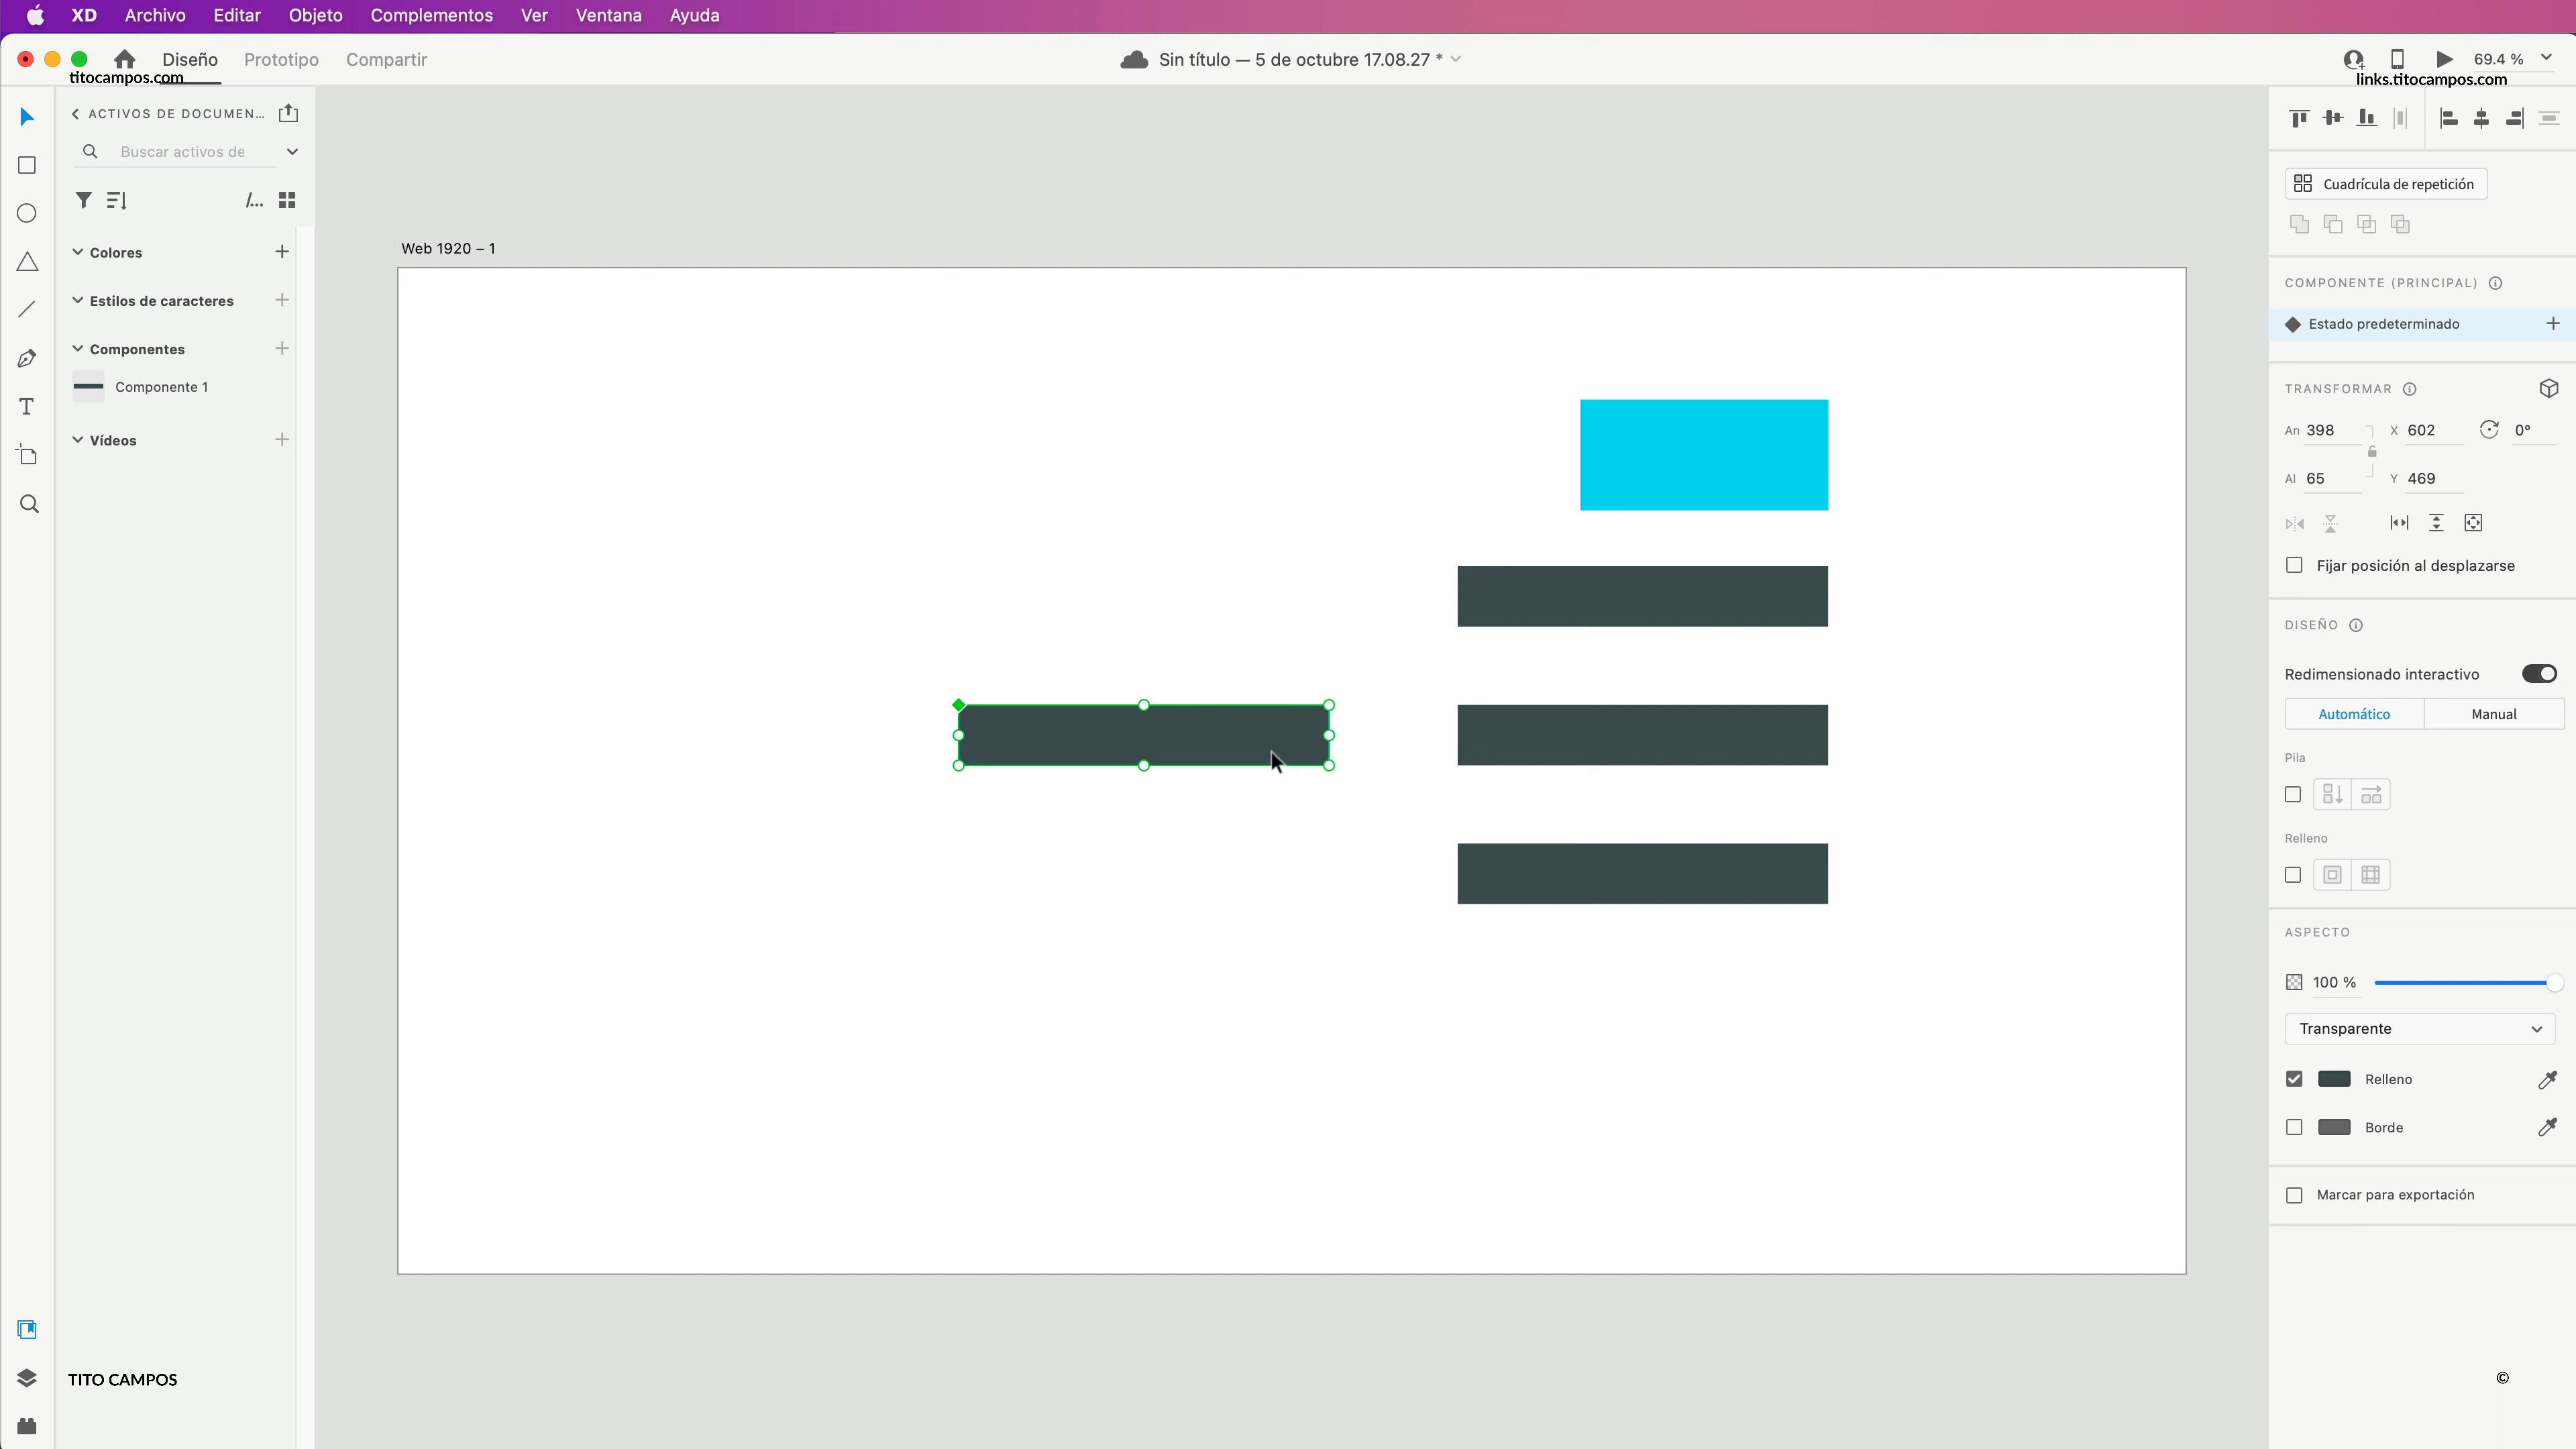 XD Archivo Editar Objeto Complementos Ver Ventana Ayuda
Diseño Prototipo Compartir
Sin título — 5 de octubre 17.08.27 *
69.4 %
titocampos.com
links.titocampos.com
ACTIVOS DE DOCUMEN...
Buscar activos de
/...
Colores
Estilos de caracteres
Componentes
Componente 1
Vídeos
TITO CAMPOS
Web 1920 – 1
Cuadrícula de repetición
COMPONENTE (PRINCIPAL)
Estado predeterminado
TRANSFORMAR
An 398 X 602 0°
Al 65 Y 469
Fijar posición al desplazarse
DISEÑO
Redimensionado interactivo
Automático Manual
Pila
Relleno
ASPECTO
100 %
Transparente
Relleno
Borde
Marcar para exportación
©